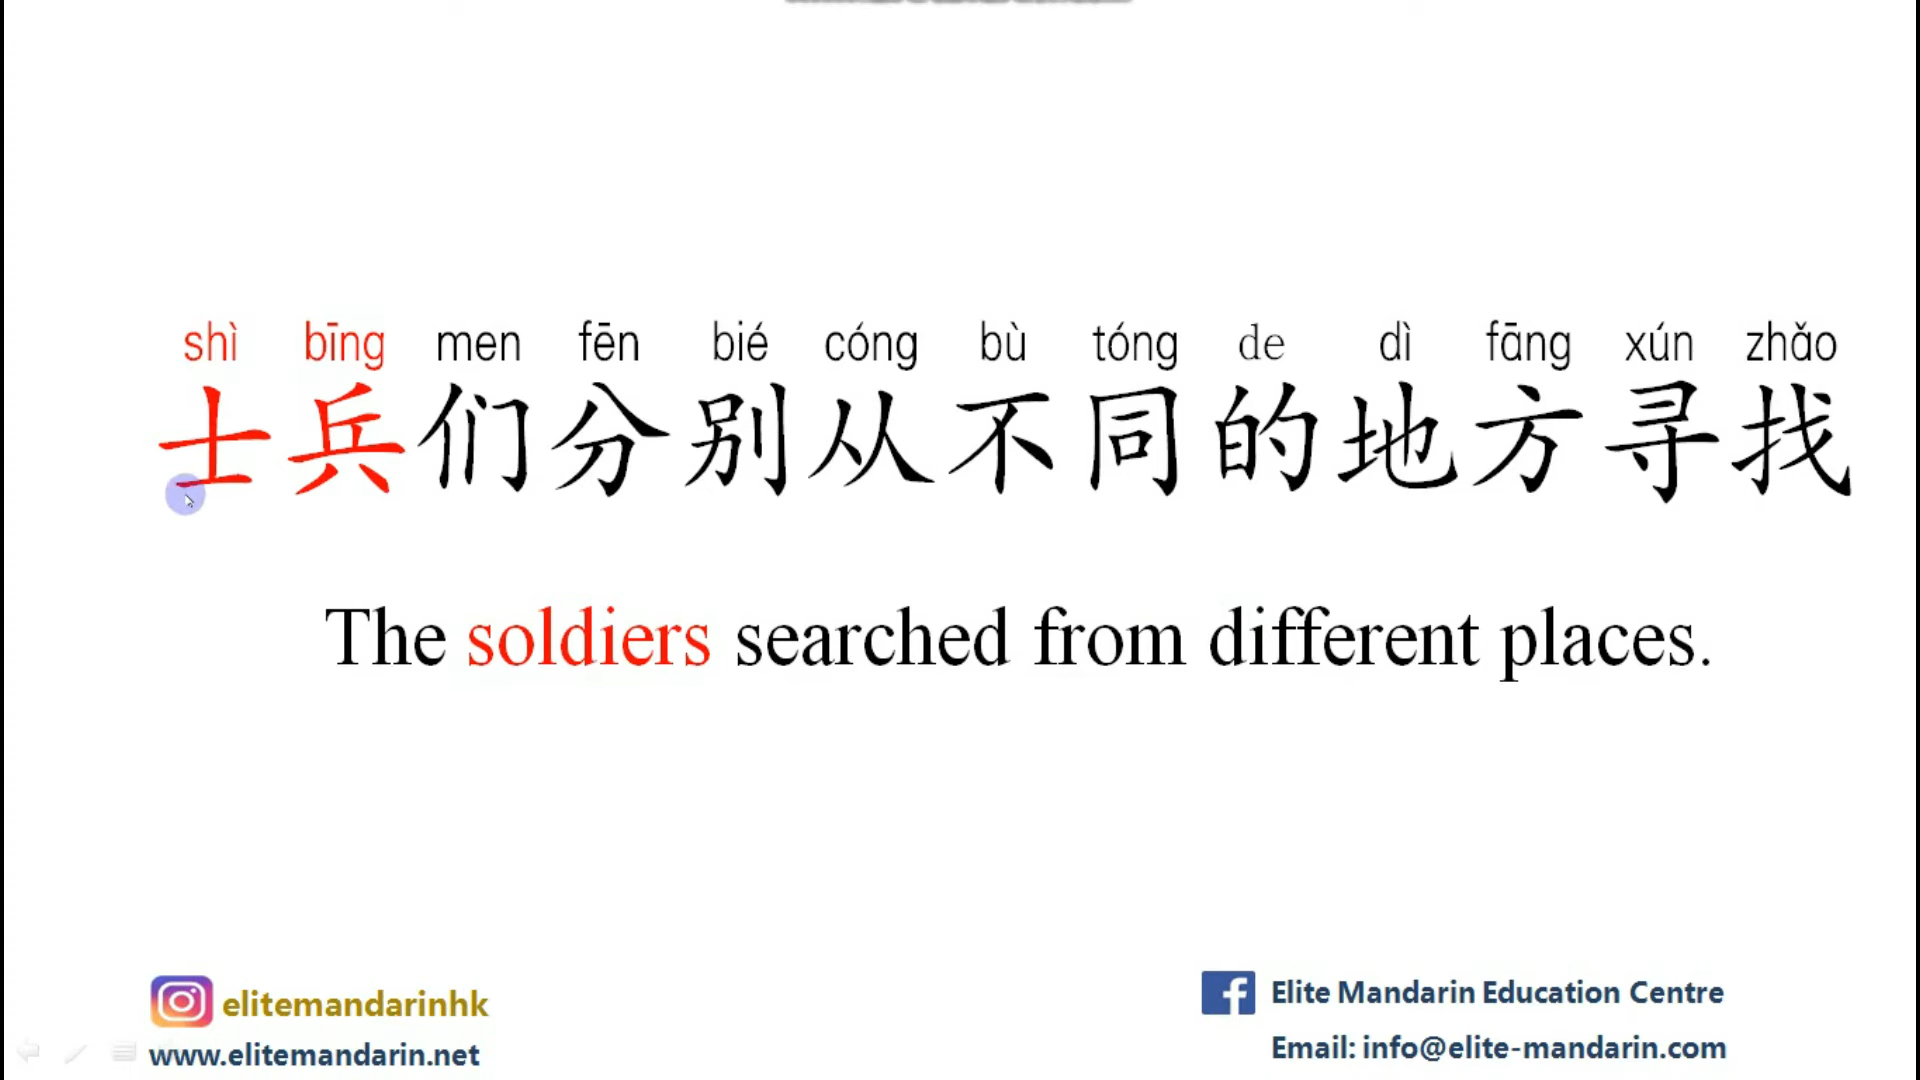 shì bīng men fēn bié cóng bù tóng de dì fāng xún zhǎo
士兵们分别从不同的地方寻找
The soldiers searched from different places.
elitemandarinhk
www.elitemandarin.net
Elite Mandarin Education Centre
Email: info@elite-mandarin.com